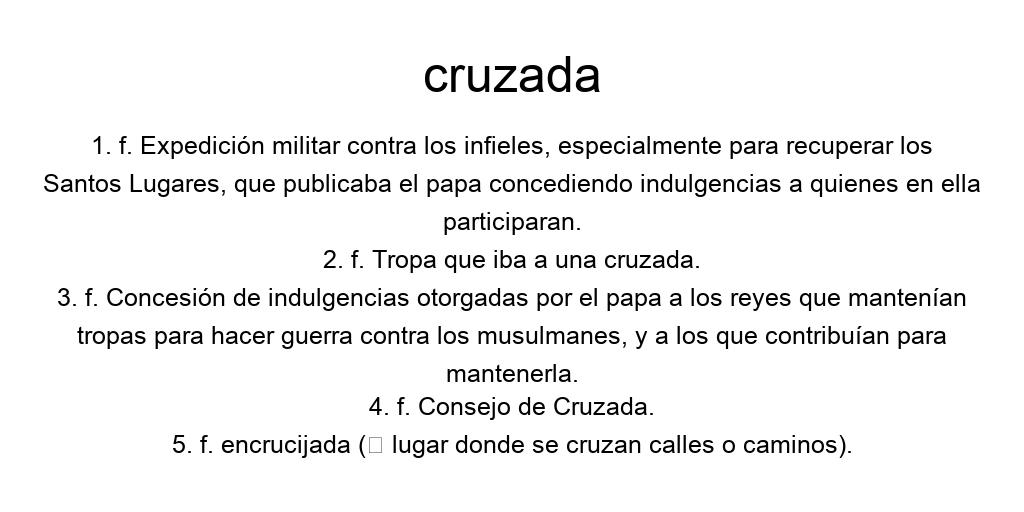 cruzada
1. f. Expedición militar contra los infieles, especialmente para recuperar los
Santos Lugares, que publicaba el papa concediendo indulgencias a quienes en ella
participaran.
2. f. Tropa que iba a una cruzada.
3. f. Concesión de indulgencias otorgadas por el papa a los reyes que mantenían
tropas para hacer guerra contra los musulmanes, y a los que contribuían para
mantenerla.
4. f. Consejo de Cruzada.
5. f. encrucijada (▯ lugar donde se cruzan calles o caminos).